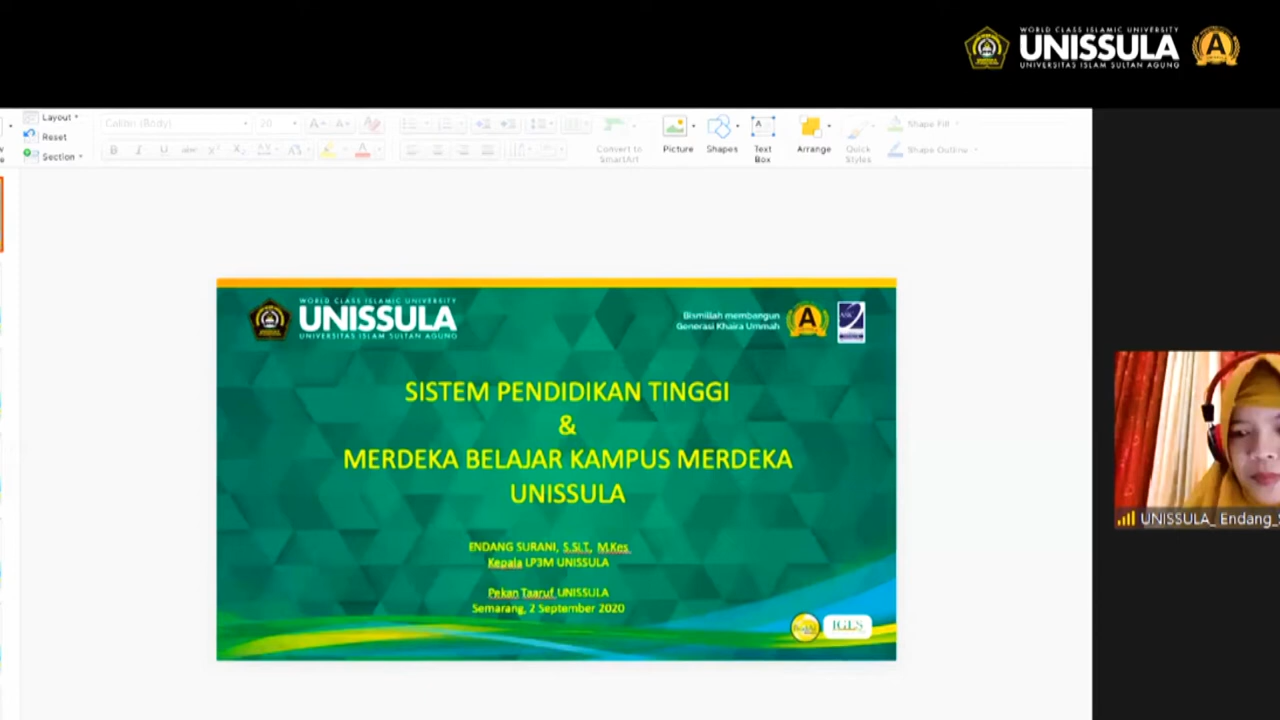 WORLD CLASS ISLAMIC UNIVERSITY
UNISSULA
UNIVERSITAS ISLAM SULTAN AGUNG
A
Layout
Reset
Section
Calibri (Body)
20
Convert to
SmartArt
Picture
Shapes
Text
Box
Arrange
Quick
Styles
Shape Fill
Shape Outline
WORLD CLASS ISLAMIC UNIVERSITY
UNISSULA
UNIVERSITAS ISLAM SULTAN AGUNG
Bismillah membangun
Generasi Khaira Ummah
A
SISTEM PENDIDIKAN TINGGI
&
MERDEKA BELAJAR KAMPUS MERDEKA
UNISSULA
ENDANG SURANI, S.SiT, M.Kes
Kepala LP3M UNISSULA
Pekan Taaruf UNISSULA
Semarang, 2 September 2020
UNISSULA_ Endang_